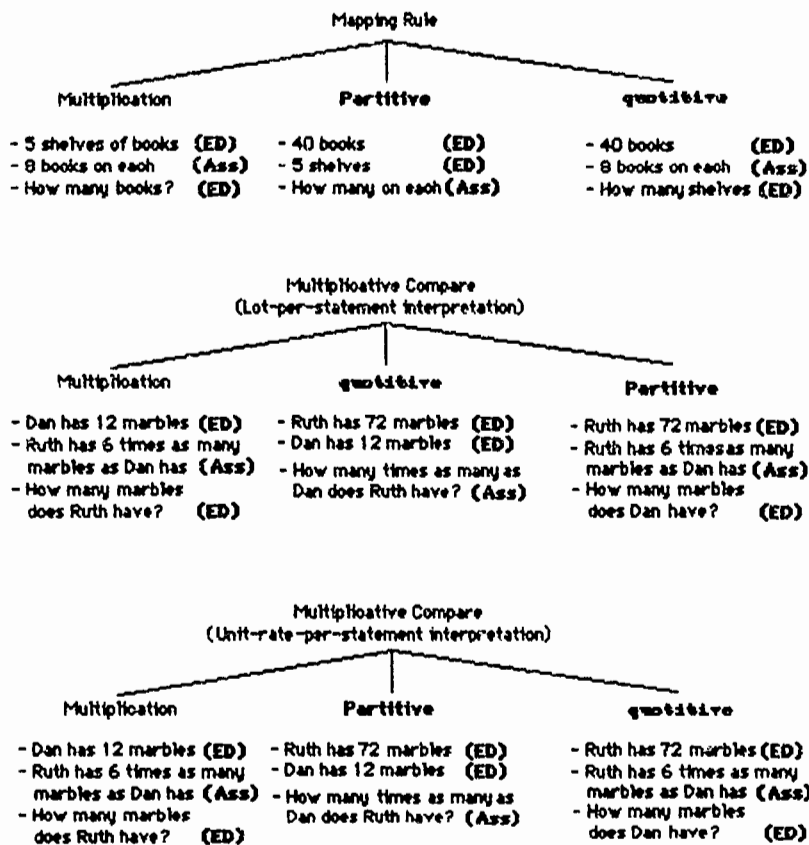 Mapping Rule
Multiplication
- 5 shelves of books (ED)
- 8 books on each (Ass)
- How many books? (ED)
Partitive
- 40 books (ED)
- 5 shelves (ED)
- How many on each (Ass)
quotitive
- 40 books (ED)
- 8 books on each (Ass)
- How many shelves (ED)
Multiplicative Compare
(Lot-per-statement interpretation)
Multiplication
- Dan has 12 marbles (ED)
- Ruth has 6 times as many
marbles as Dan has (Ass)
- How many marbles
does Ruth have? (ED)
quotitive
- Ruth has 72 marbles (ED)
- Dan has 12 marbles (ED)
- How many times as many as
Dan does Ruth have? (Ass)
Partitive
- Ruth has 72 marbles (ED)
- Ruth has 6 times as many
marbles as Dan has (Ass)
- How many marbles
does Dan have? (ED)
Multiplicative Compare
(Unit-rate-per-statement interpretation)
Multiplication
- Dan has 12 marbles (ED)
- Ruth has 6 times as many
marbles as Dan has (Ass)
- How many marbles
does Ruth have? (ED)
Partitive
- Ruth has 72 marbles (ED)
- Dan has 12 marbles (ED)
- How many times as many as
Dan does Ruth have? (Ass)
quotitive
- Ruth has 72 marbles (ED)
- Ruth has 6 times as many
marbles as Dan has (Ass)
- How many marbles
does Dan have? (ED)